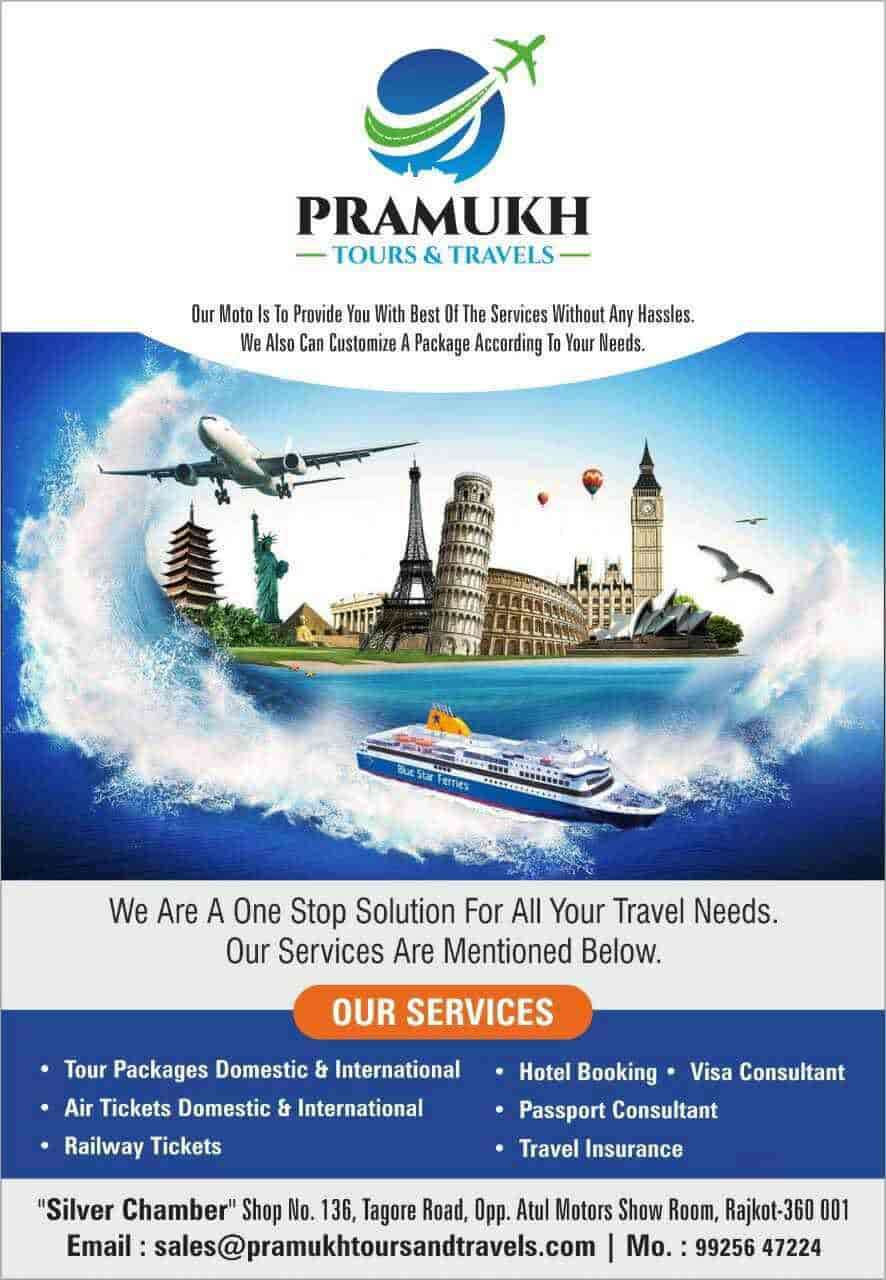 PRAMUKH
TOURS & TRAVELS
Our Moto Is To Provide You With Best Of The Services Without Any Hassles.
We Also Can Customize A Package According To Your Needs.
Blue Star Ferries
We Are A One Stop Solution For All Your Travel Needs.
Our Services Are Mentioned Below.
OUR SERVICES
• Tour Packages Domestic & International
• Air Tickets Domestic & International
• Railway Tickets
• Hotel Booking • Visa Consultant
• Passport Consultant
• Travel Insurance
"Silver Chamber" Shop No. 136, Tagore Road, Opp. Atul Motors Show Room, Rajkot-360 001
Email : sales@pramukhtoursandtravels.com | Mo. : 99256 47224